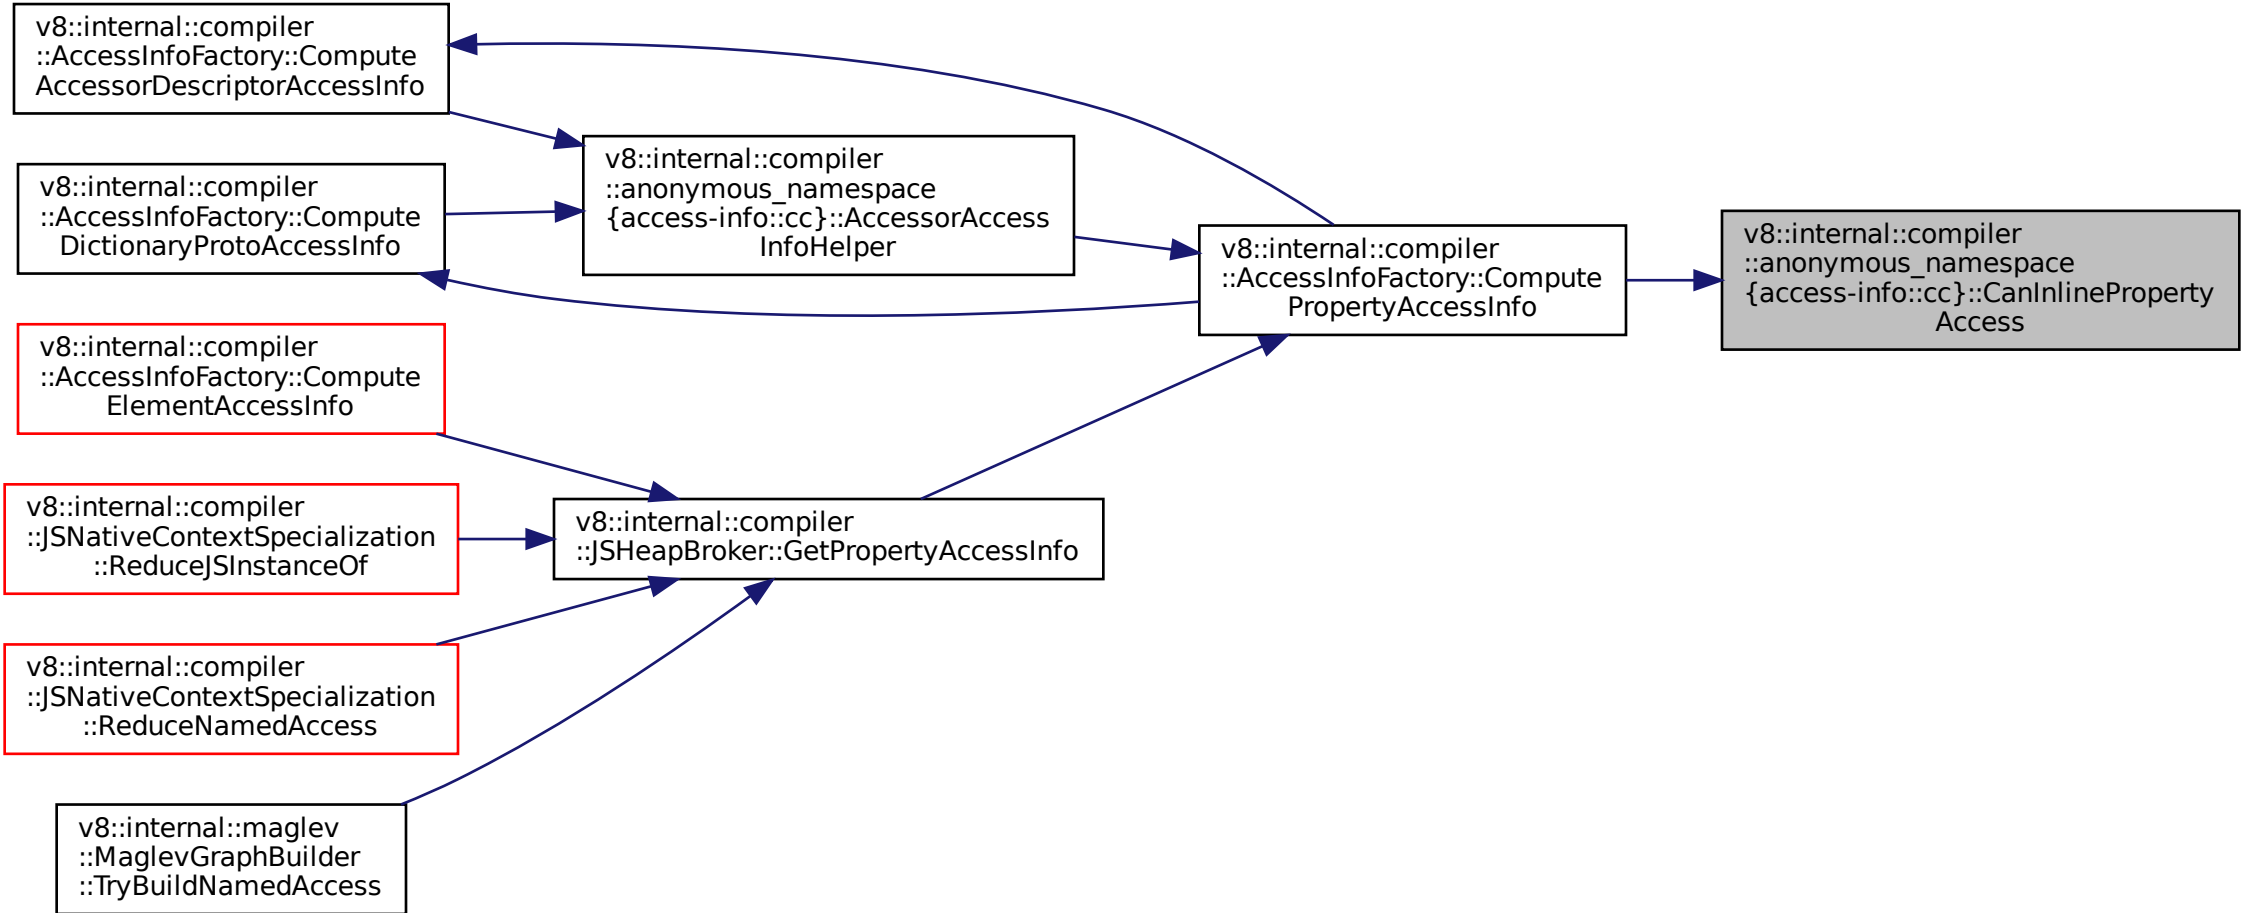 v8::internal::compiler
::AccessInfoFactory::Compute
AccessorDescriptorAccessInfo
v8::internal::compiler
::anonymous_namespace
{access-info::cc}::AccessorAccess
InfoHelper
v8::internal::compiler
::AccessInfoFactory::Compute
DictionaryProtoAccessInfo
v8::internal::compiler
::AccessInfoFactory::Compute
PropertyAccessInfo
v8::internal::compiler
::anonymous_namespace
{access-info::cc}::CanInlineProperty
Access
v8::internal::compiler
::AccessInfoFactory::Compute
ElementAccessInfo
v8::internal::compiler
::JSNativeContextSpecialization
::ReduceJSInstanceOf
v8::internal::compiler
::JSHeapBroker::GetPropertyAccessInfo
v8::internal::compiler
::JSNativeContextSpecialization
::ReduceNamedAccess
v8::internal::maglev
::MaglevGraphBuilder
::TryBuildNamedAccess